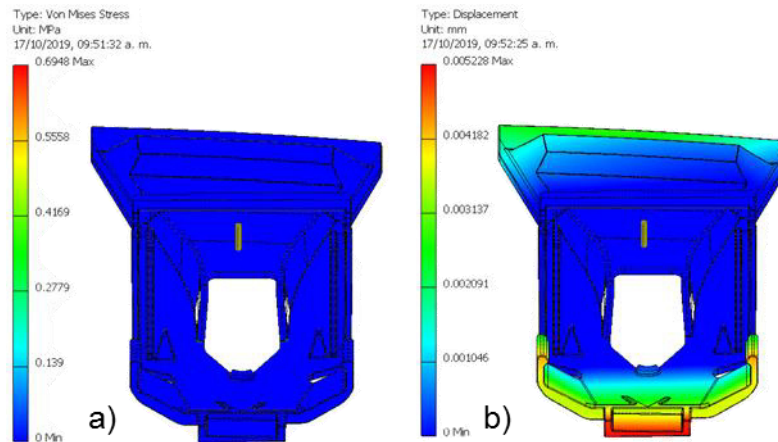 Type: Von Mises Stress
Unit: MPa
17/10/2019, 09:51:32 a. m.
0.6948 Max
0.5558
0.4169
0.2779
0.139
0 Min
a)
Type: Displacement
Unit: mm
17/10/2019, 09:52:25 a. m.
0.005228 Max
0.004182
0.003137
0.002091
0.001046
0 Min
b)